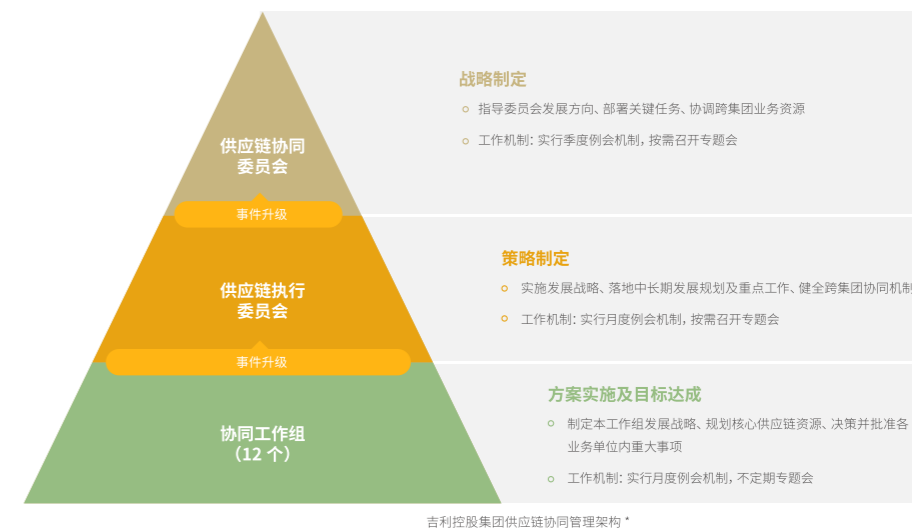 战略制定
指导委员会发展方向、部署关键任务、协调跨集团业务资源
工作机制：实行季度例会机制，按需召开专题会
供应链协同
委员会
事件升级
策略制定
实施发展战略、落地中长期发展规划及重点工作、健全跨集团协同机制
工作机制：实行月度例会机制，按需召开专题会
供应链执行
委员会
事件升级
方案实施及目标达成
制定本工作组发展战略、规划核心供应链资源、决策并批准各
业务单位内重大事项
工作机制：实行月度例会机制，不定期专题会
协同工作组
（12 个）
吉利控股集团供应链协同管理架构 *